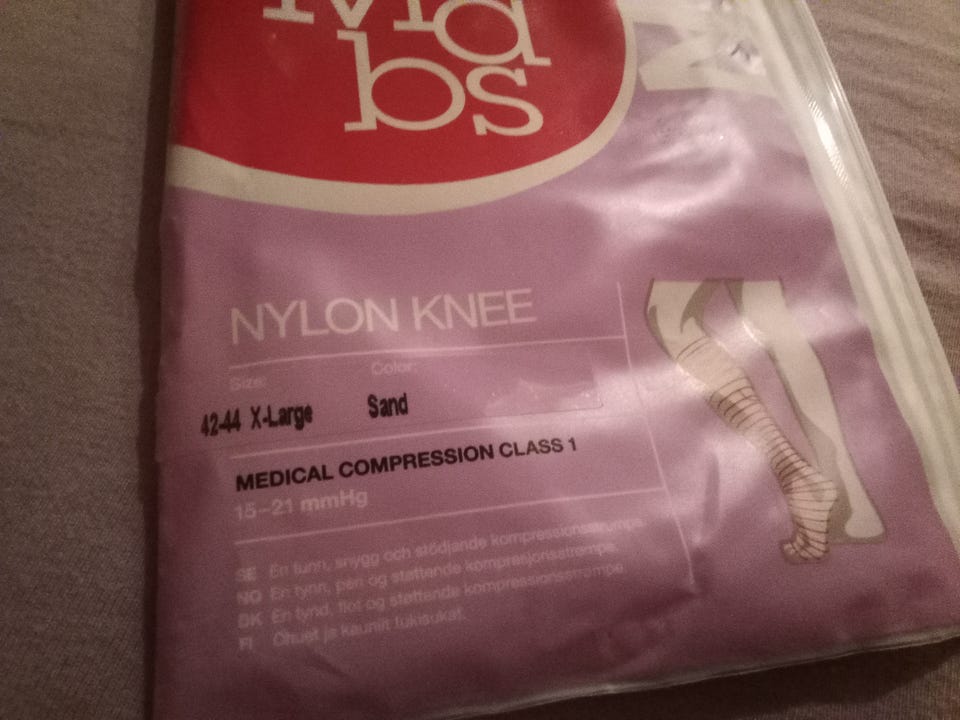 Mabs
NYLON KNEE
Size: Color:
42-44 X-Large Sand
MEDICAL COMPRESSION CLASS 1
15–21 mmHg
SE En tunn, snygg och stödjande kompressionsstrumpa.
NO En tynn, pen og støttende kompresjonsstrømpe.
DK En tynd, flot og støttende kompressionsstrømpe.
FI Ohuet ja kauniit tukisukat.